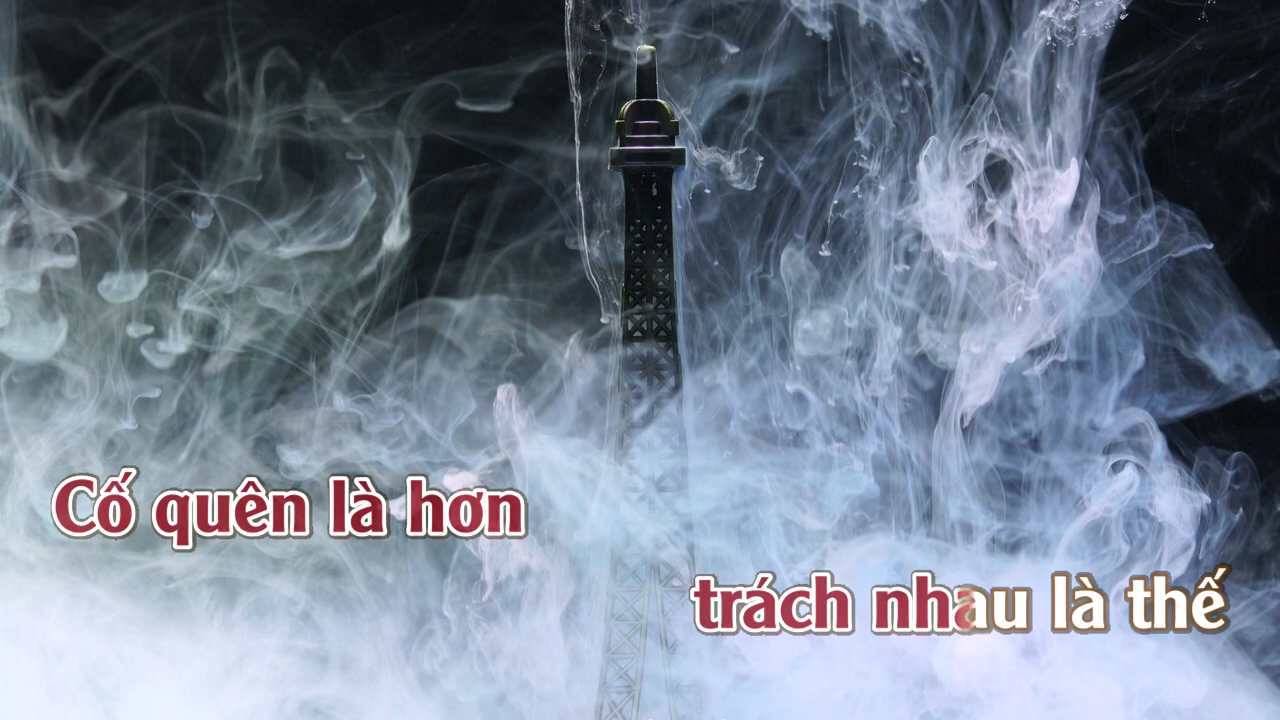 Cố quên là hơn
trách nhau là thế